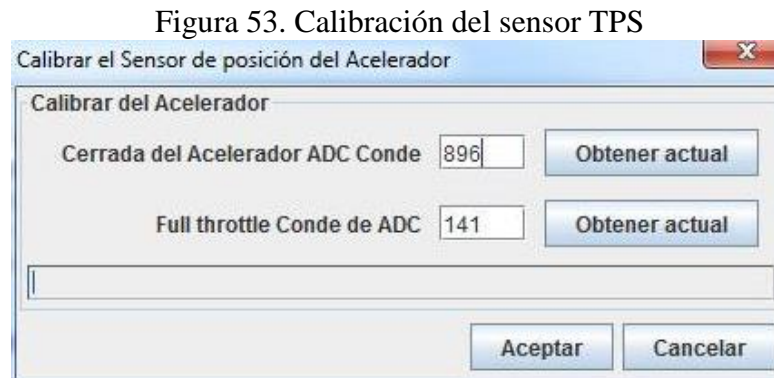 Figura 53. Calibración del sensor TPS
Calibrar el Sensor de posición del Acelerador
Calibrar del Acelerador
Cerrada del Acelerador ADC Conde 896 Obtener actual
Full throttle Conde de ADC 141 Obtener actual
Aceptar Cancelar